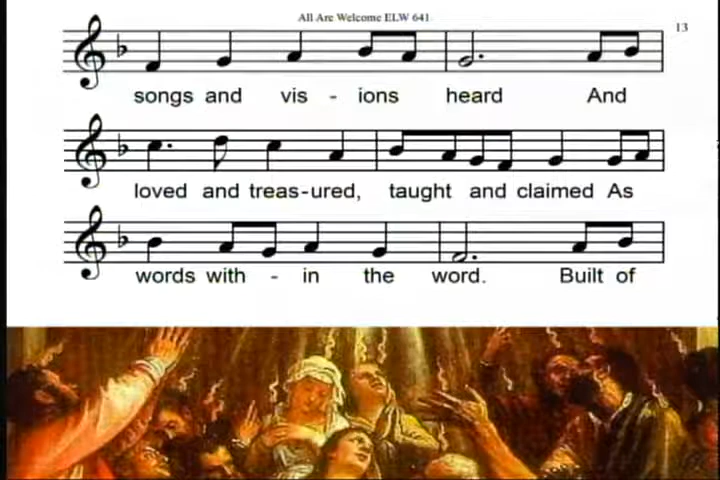 All Are Welcome ELW 641
13
songs and vis - ions heard And
loved and treas-ured, taught and claimed As
words with - in the word. Built of